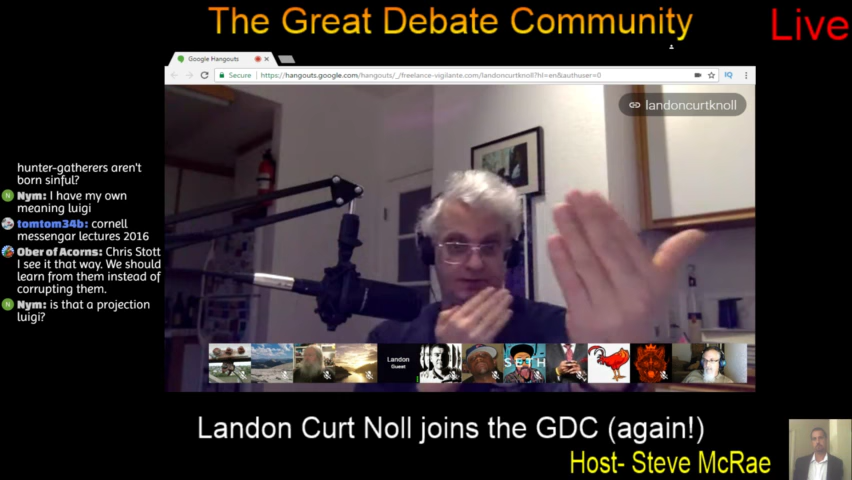 The Great Debate Community
Live
Google Hangouts
Secure
https://hangouts.google.com/hangouts/_/freelance-vigilante.com/landoncurtknoll?hl=en&authuser=0
landoncurtknoll
hunter-gatherers aren't
born sinful?
N Nym: I have my own
meaning luigi
tomtom34b: cornell
messengar lectures 2016
Ober of Acorns: Chris Stott
I see it that way. We should
learn from them instead of
corrupting them.
N Nym: is that a projection
luigi?
Landon
Guest
SETH
Landon Curt Noll joins the GDC (again!)
Host- Steve McRae